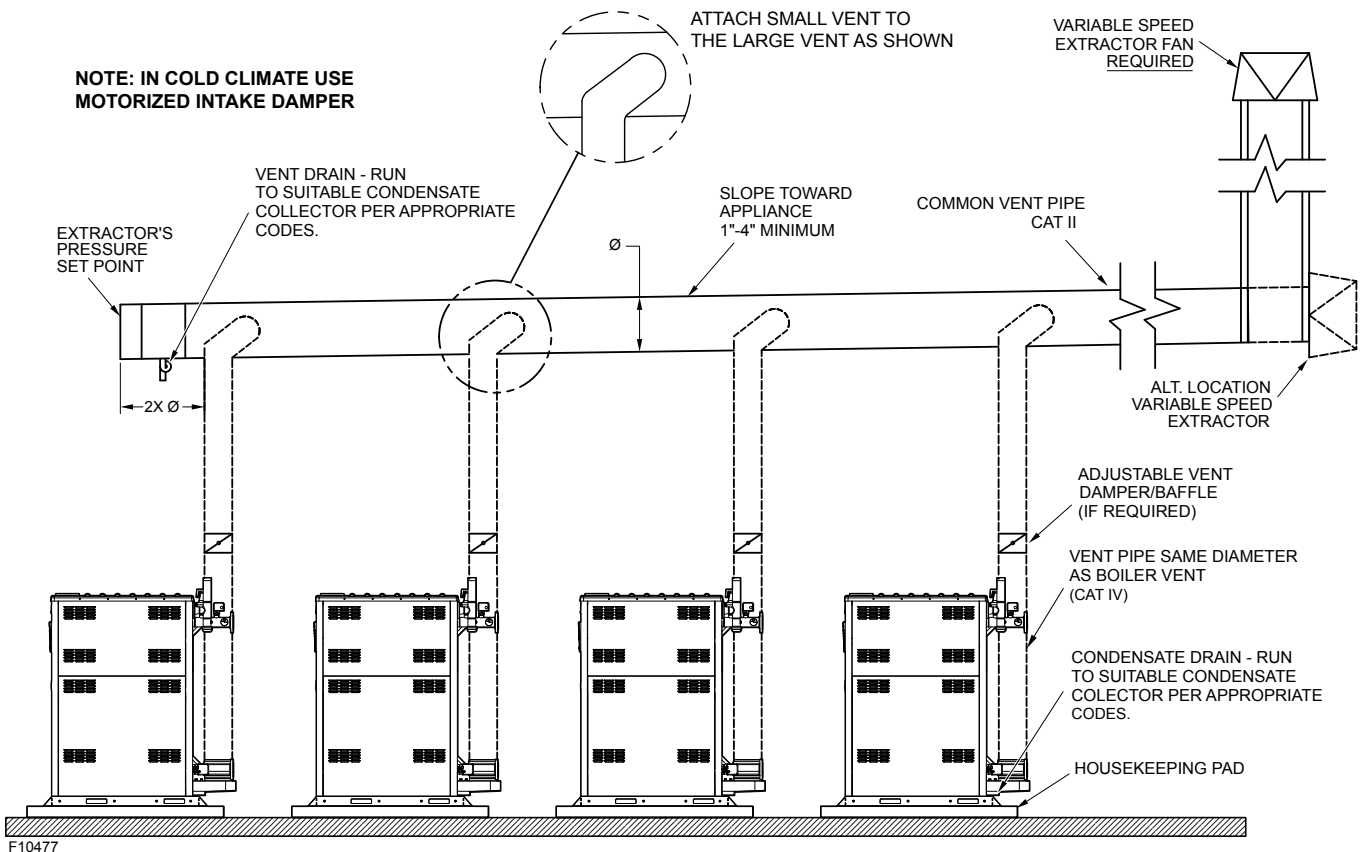 ATTACH SMALL VENT TO
THE LARGE VENT AS SHOWN
VARIABLE SPEED
EXTRACTOR FAN
REQUIRED
NOTE: IN COLD CLIMATE USE
MOTORIZED INTAKE DAMPER
VENT DRAIN - RUN
TO SUITABLE CONDENSATE
COLLECTOR PER APPROPRIATE
CODES.
SLOPE TOWARD
APPLIANCE
1"-4" MINIMUM
COMMON VENT PIPE
CAT II
EXTRACTOR'S
PRESSURE
SET POINT
Ø
2X Ø
ALT. LOCATION
VARIABLE SPEED
EXTRACTOR
ADJUSTABLE VENT
DAMPER/BAFFLE
(IF REQUIRED)
VENT PIPE SAME DIAMETER
AS BOILER VENT
(CAT IV)
CONDENSATE DRAIN - RUN
TO SUITABLE CONDENSATE
COLECTOR PER APPROPRIATE
CODES.
HOUSEKEEPING PAD
F10477